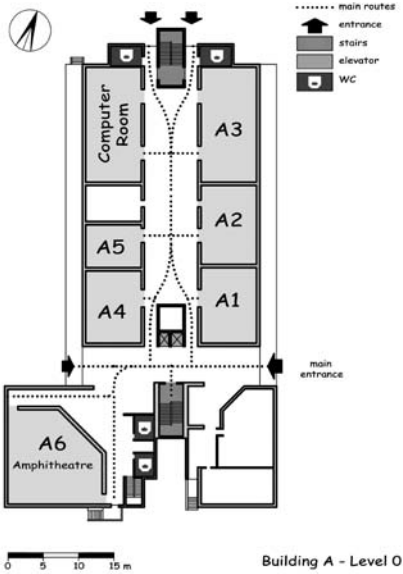 main routes
entrance
stairs
elevator
WC
Computer
Room
A3
A2
A5
A4
A1
main
entrance
A6
Amphitheatre
0 5 10 15 m
Building A - Level 0